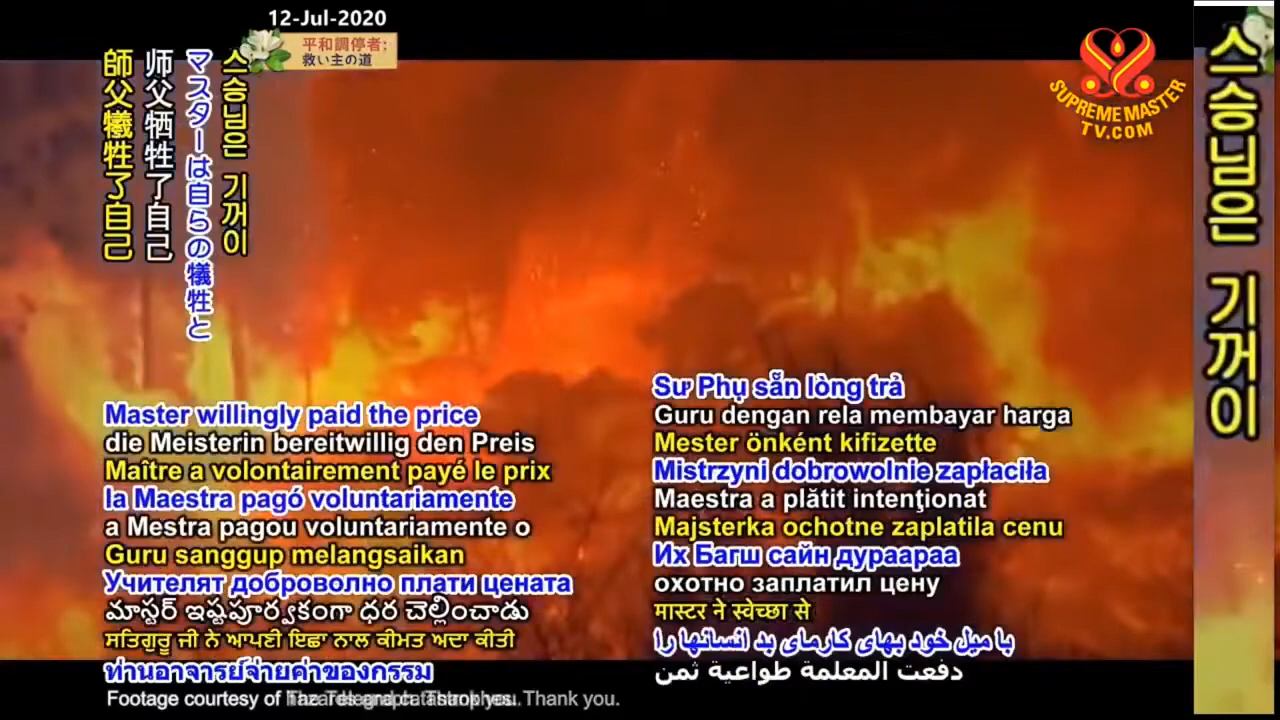 12-Jul-2020
平和調停者:
救い主の道
SUPREME MASTER
TV.COM
스승님은 기꺼이
マスターは自らの犠牲と
师父牺牲了自己
師父犧牲了自己
스승님은 기꺼이
Master willingly paid the price
die Meisterin bereitwillig den Preis
Maître a volontairement payé le prix
la Maestra pagó voluntariamente
a Mestra pagou voluntariamente o
Guru sanggup melangsaikan
Учителят доброволно плати цената
మాస్టర్ ఇష్టపూర్వకంగా ధర చెల్లించాడు
ਸਤਿਗੁਰੂ ਜੀ ਨੇ ਆਪਣੀ ਇਛਾ ਨਾਲ ਕੀਮਤ ਅਦਾ ਕੀਤੀ
ท่านอาจารย์จ่ายค่าของกรรม
Sư Phụ sẵn lòng trả
Guru dengan rela membayar harga
Mester önként kifizette
Mistrzyni dobrowolnie zapłaciła
Maestra a plătit intenţionat
Majsterka ochotne zaplatila cenu
Их Багш сайн дураараа
охотно заплатил цену
मास्टर ने स्वेच्छा से
با میل خود بهای کارمای بد انسانها را
دفعت المعلمة طواعية ثمن
Footage courtesy of Thank you.